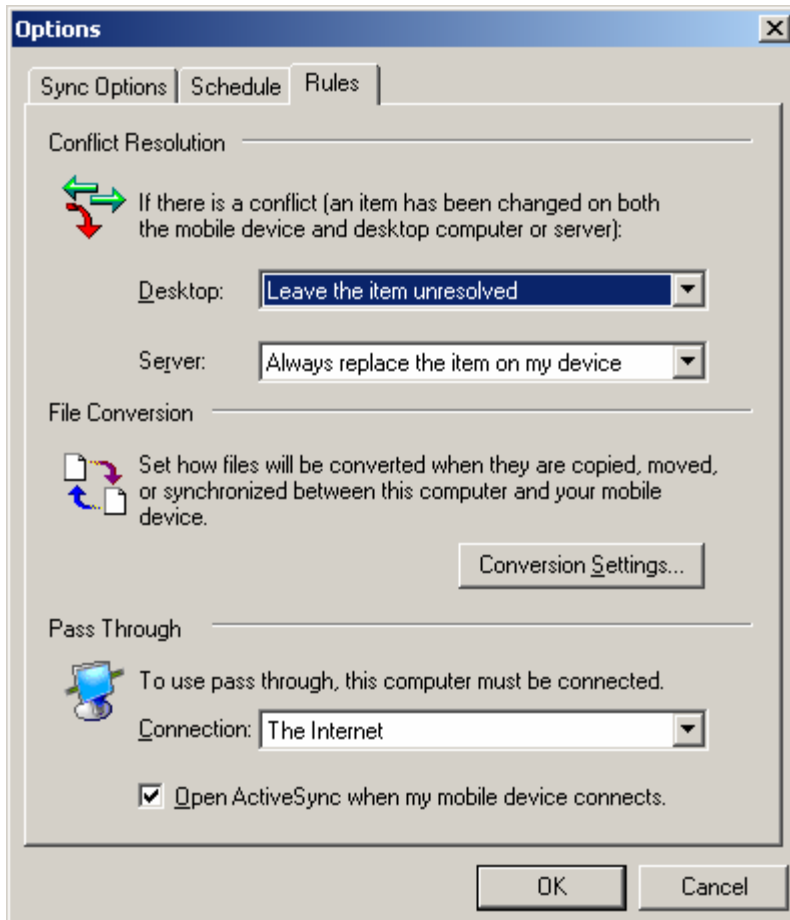 Options
Sync Options
Schedule
Rules
Conflict Resolution
If there is a conflict (an item has been changed on both
the mobile device and desktop computer or server):
Desktop:
Leave the item unresolved
Server:
Always replace the item on my device
File Conversion
Set how files will be converted when they are copied, moved,
or synchronized between this computer and your mobile
device.
Conversion Settings...
Pass Through
To use pass through, this computer must be connected.
Connection:
The Internet
Open ActiveSync when my mobile device connects.
OK
Cancel